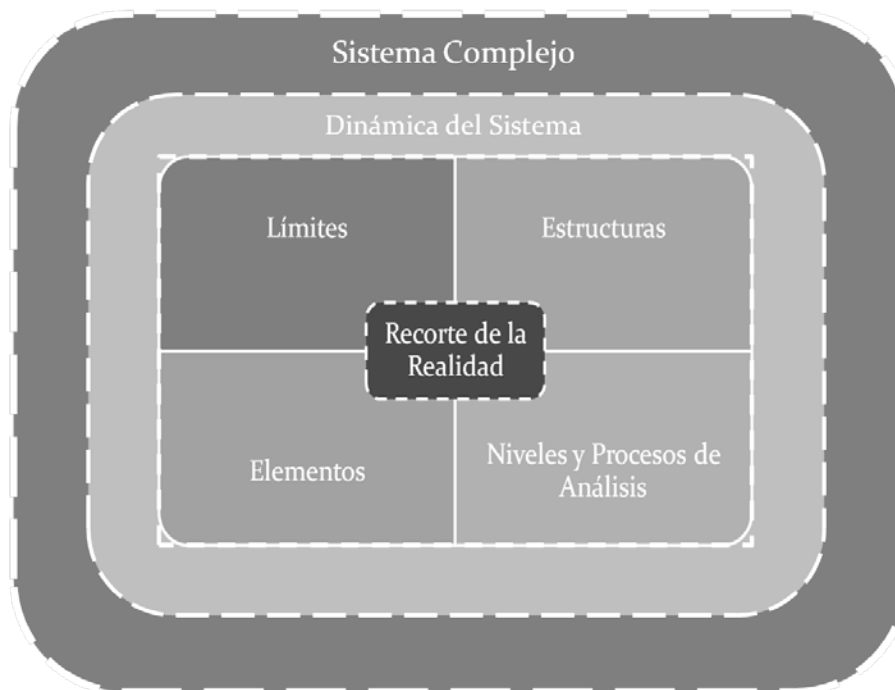 Sistema Complejo
Dinámica del Sistema
Límites
Estructuras
Recorte de la
Realidad
Elementos
Niveles y Procesos de
Análisis